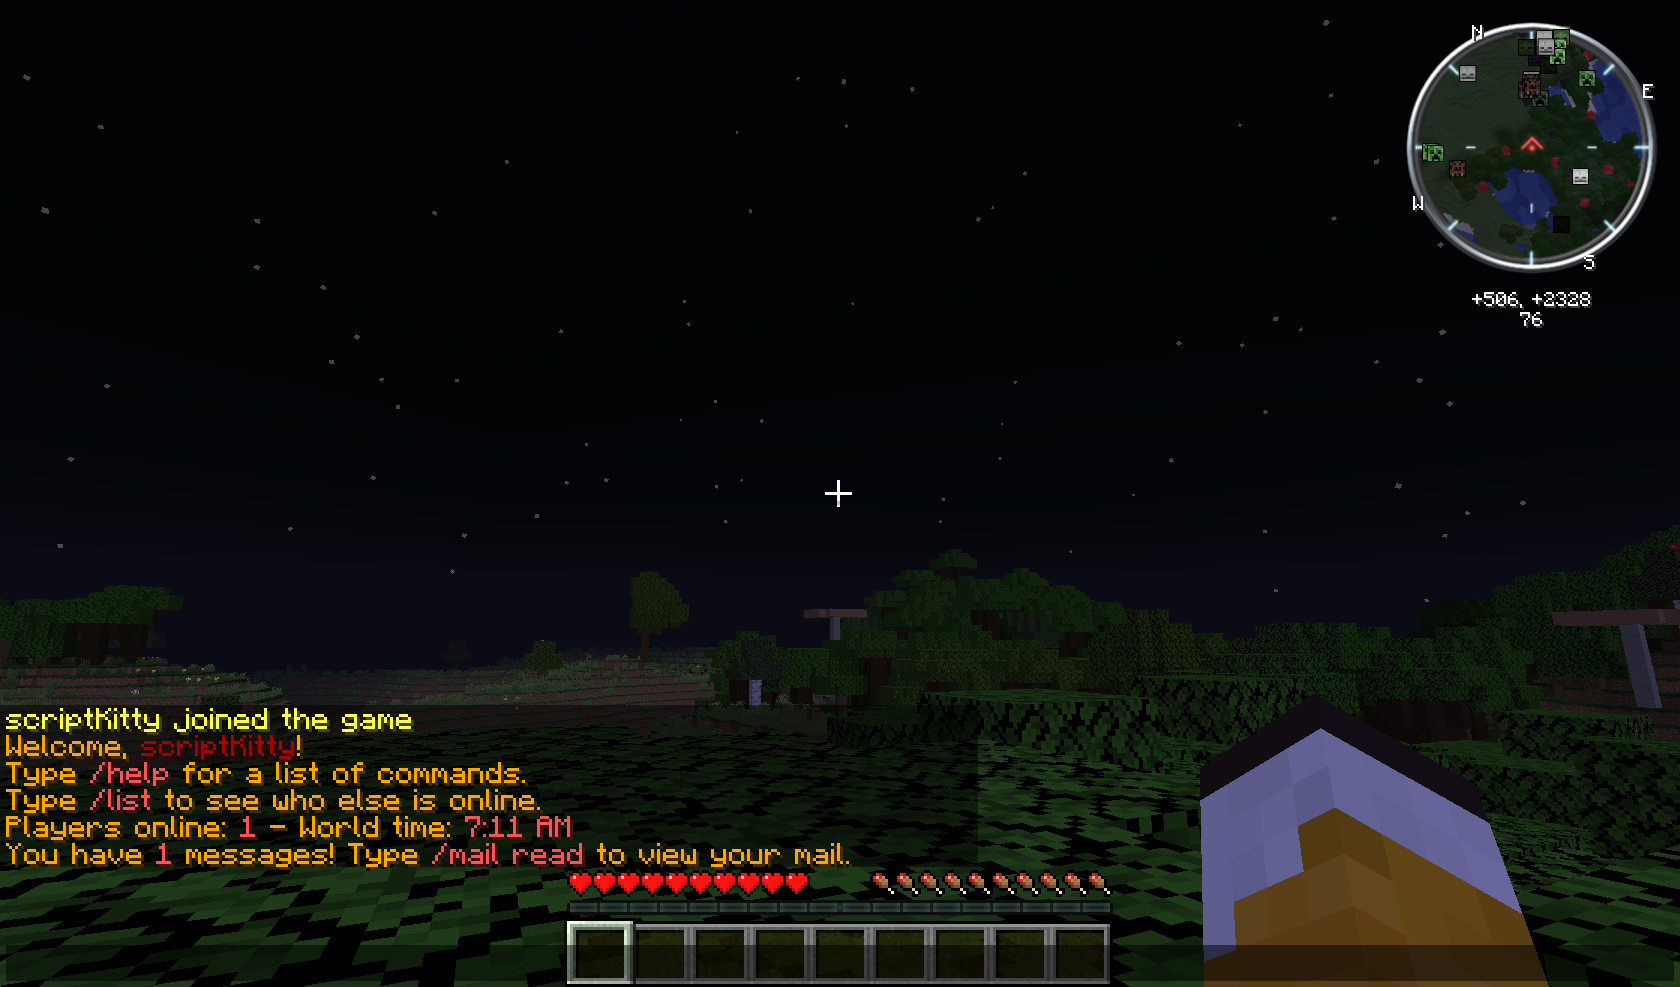 N
E
W
S
+506, +2328
76
scriptKitty joined the game
Welcome, scriptKitty!
Type /help for a list of commands.
Type /list to see who else is online.
Players online: 1 – World time: 7:11 AM
You have 1 messages! Type /mail read to view your mail.